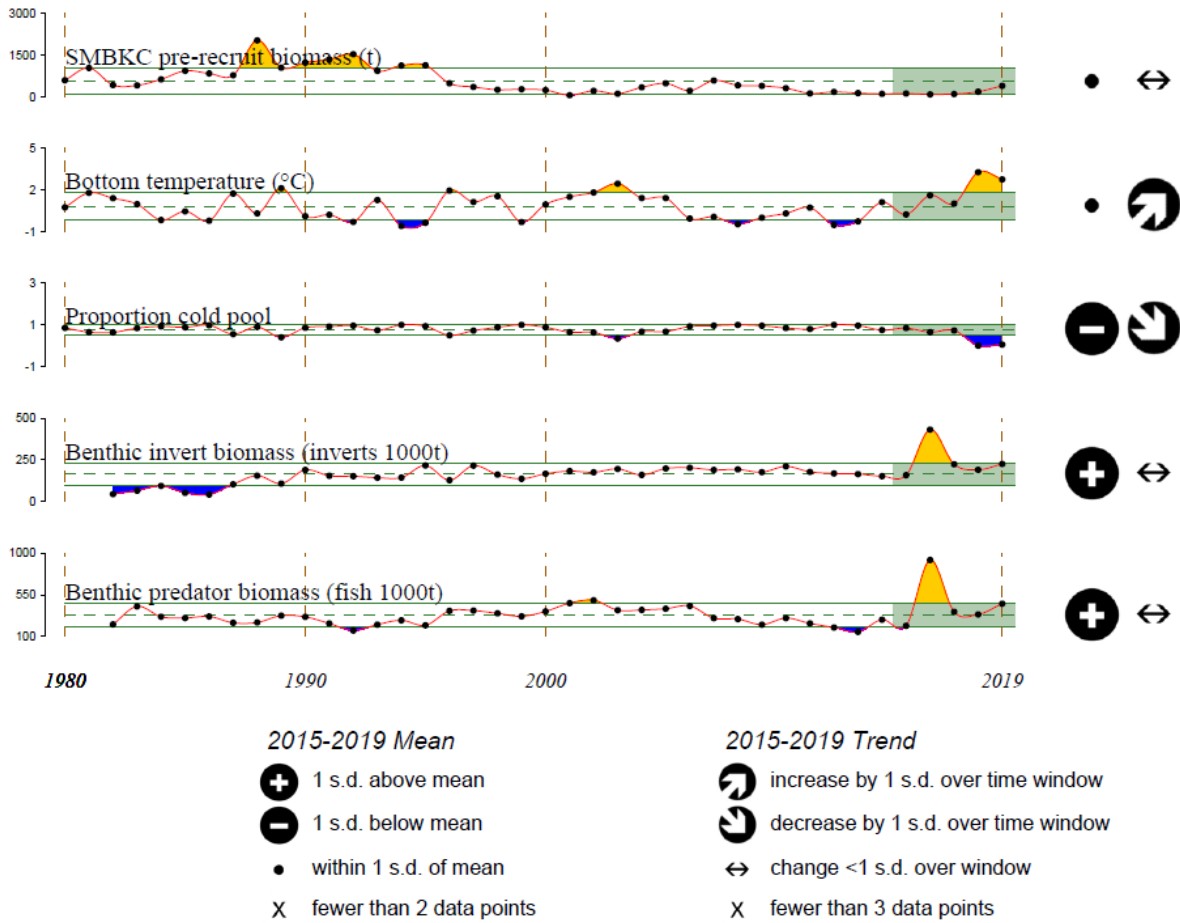 3000
1500
0
SMBKC pre-recruit biomass (t)
5
2
-1
Bottom temperature (°C)
3
1
-1
Proportion cold pool
500
250
0
Benthic invert biomass (inverts 1000t)
1000
550
100
Benthic predator biomass (fish 1000t)
1980 1990 2000 2019
2015-2019 Mean
1 s.d. above mean
1 s.d. below mean
within 1 s.d. of mean
x fewer than 2 data points
2015-2019 Trend
increase by 1 s.d. over time window
decrease by 1 s.d. over time window
↔ change <1 s.d. over window
x fewer than 3 data points